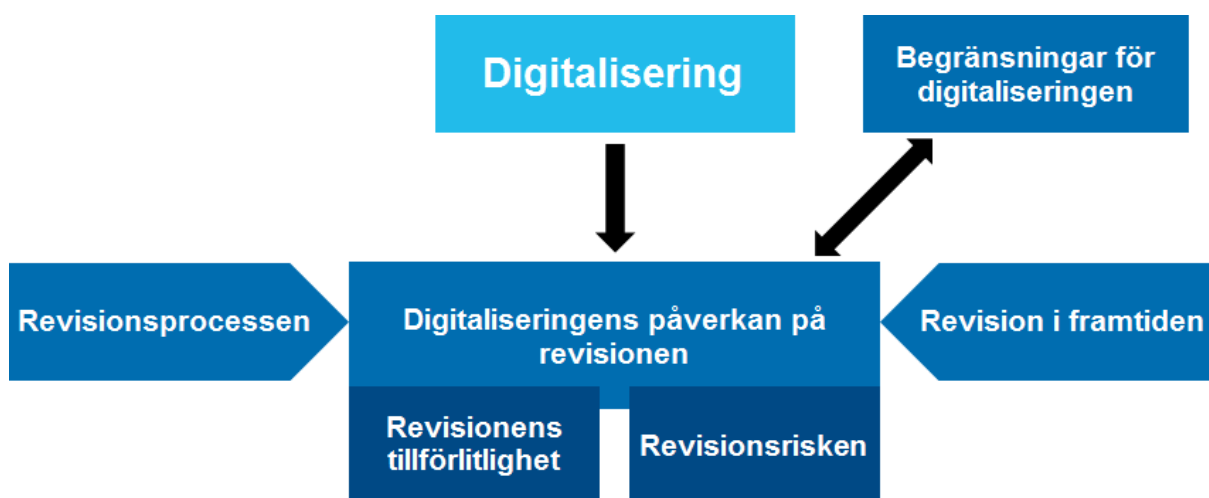 Digitalisering
Begränsningar för
digitaliseringen
Revisionsprocessen
Digitaliseringens påverkan på
revisionen
Revision i framtiden
Revisionens
tillförlitlighet
Revisionsrisken